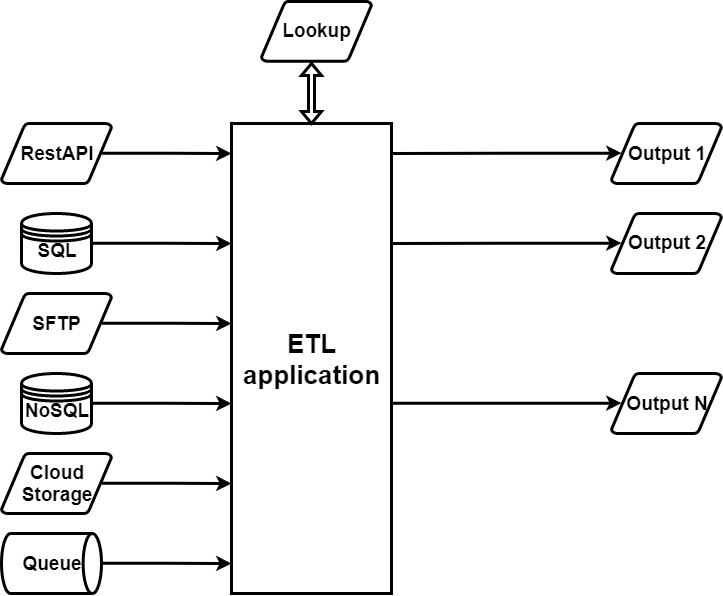 Lookup
RestAPI
Output 1
SQL
Output 2
SFTP
ETL
application
NoSQL
Output N
Cloud
Storage
Queue